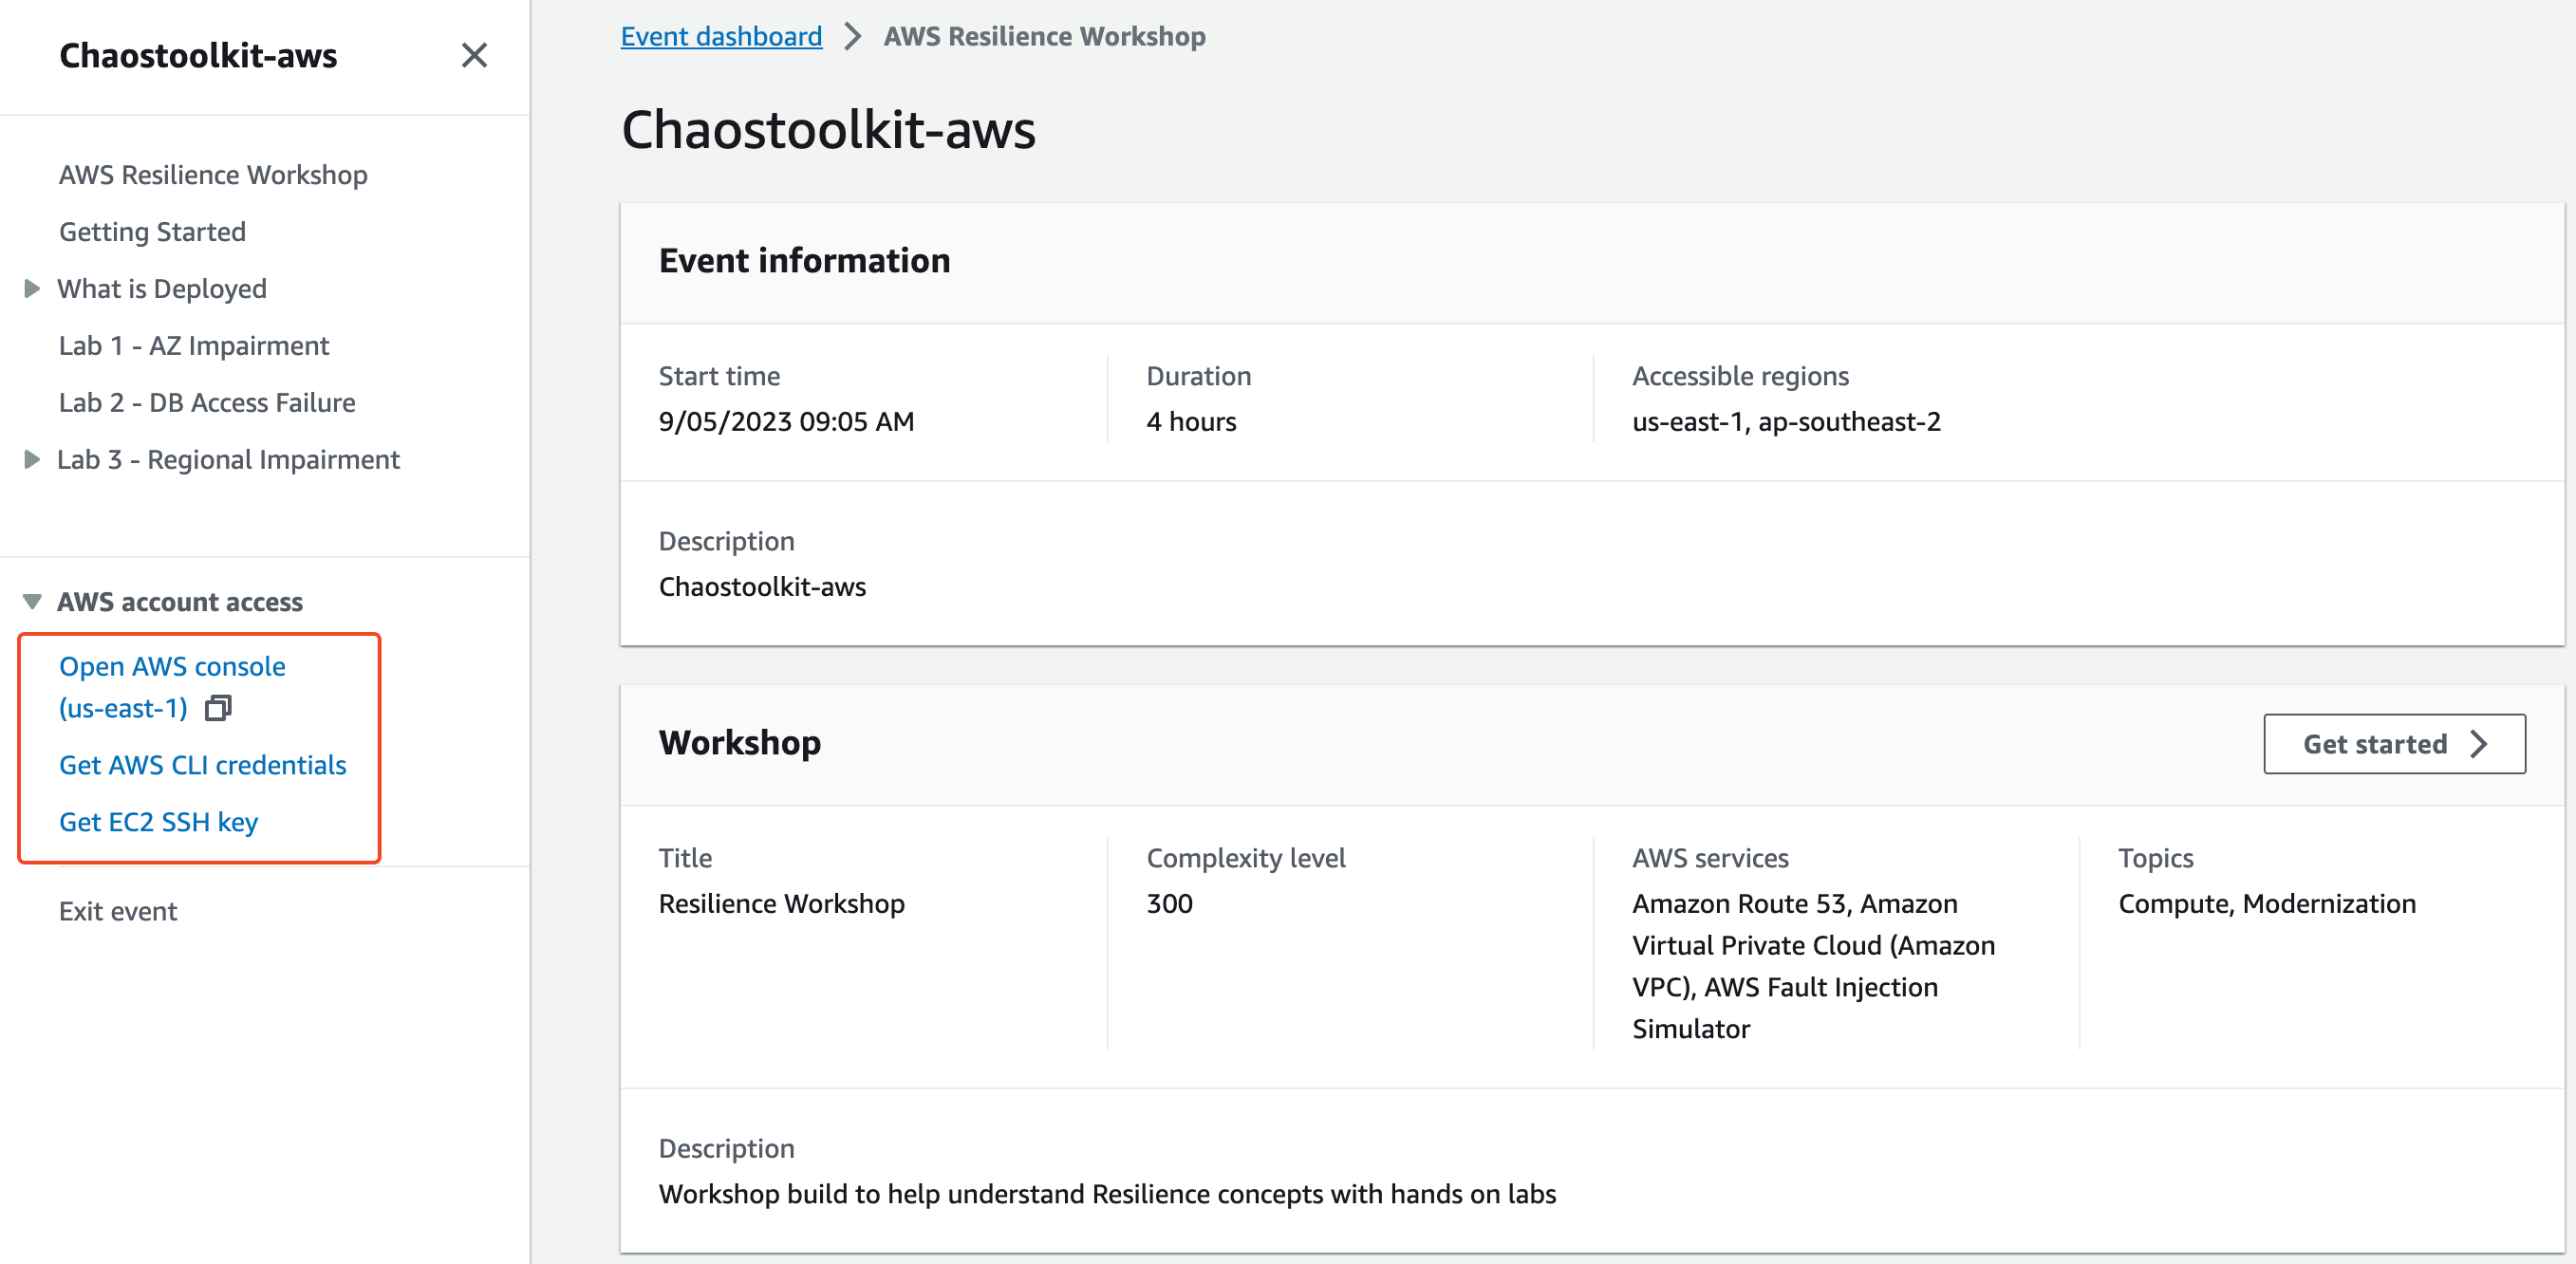 Chaostoolkit-aws
AWS Resilience Workshop
Getting Started
What is Deployed
Lab 1 - AZ Impairment
Lab 2 - DB Access Failure
Lab 3 - Regional Impairment
AWS account access
Open AWS console
(us-east-1)
Get AWS CLI credentials
Get EC2 SSH key
Exit event
Event dashboard
AWS Resilience Workshop
Chaostoolkit-aws
Event information
Start time
9/05/2023 09:05 AM
Duration
4 hours
Accessible regions
us-east-1, ap-southeast-2
Description
Chaostoolkit-aws
Workshop
Get started
Title
Resilience Workshop
Complexity level
300
AWS services
Amazon Route 53, Amazon
Virtual Private Cloud (Amazon
VPC), AWS Fault Injection
Simulator
Topics
Compute, Modernization
Description
Workshop build to help understand Resilience concepts with hands on labs